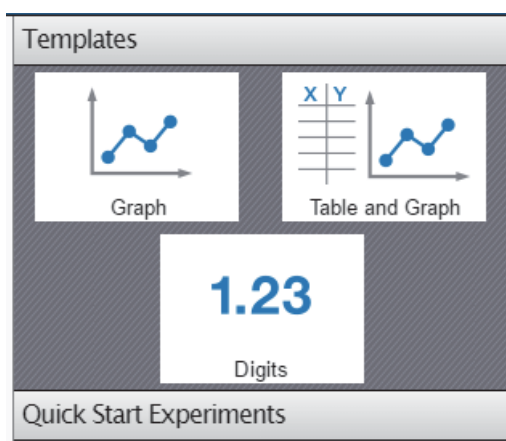 Templates
X Y
Graph
Table and Graph
1.23
Digits
Quick Start Experiments